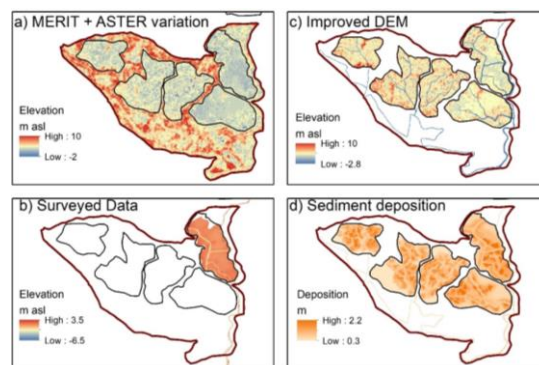 a) MERIT + ASTER variation
Elevation
m asl
High : 10
Low : -2
c) Improved DEM
Elevation
m asl
High : 10
Low : -2.8
b) Surveyed Data
Elevation
m asl
High : 3.5
Low : -6.5
d) Sediment deposition
Deposition
m
High : 2.2
Low : 0.3